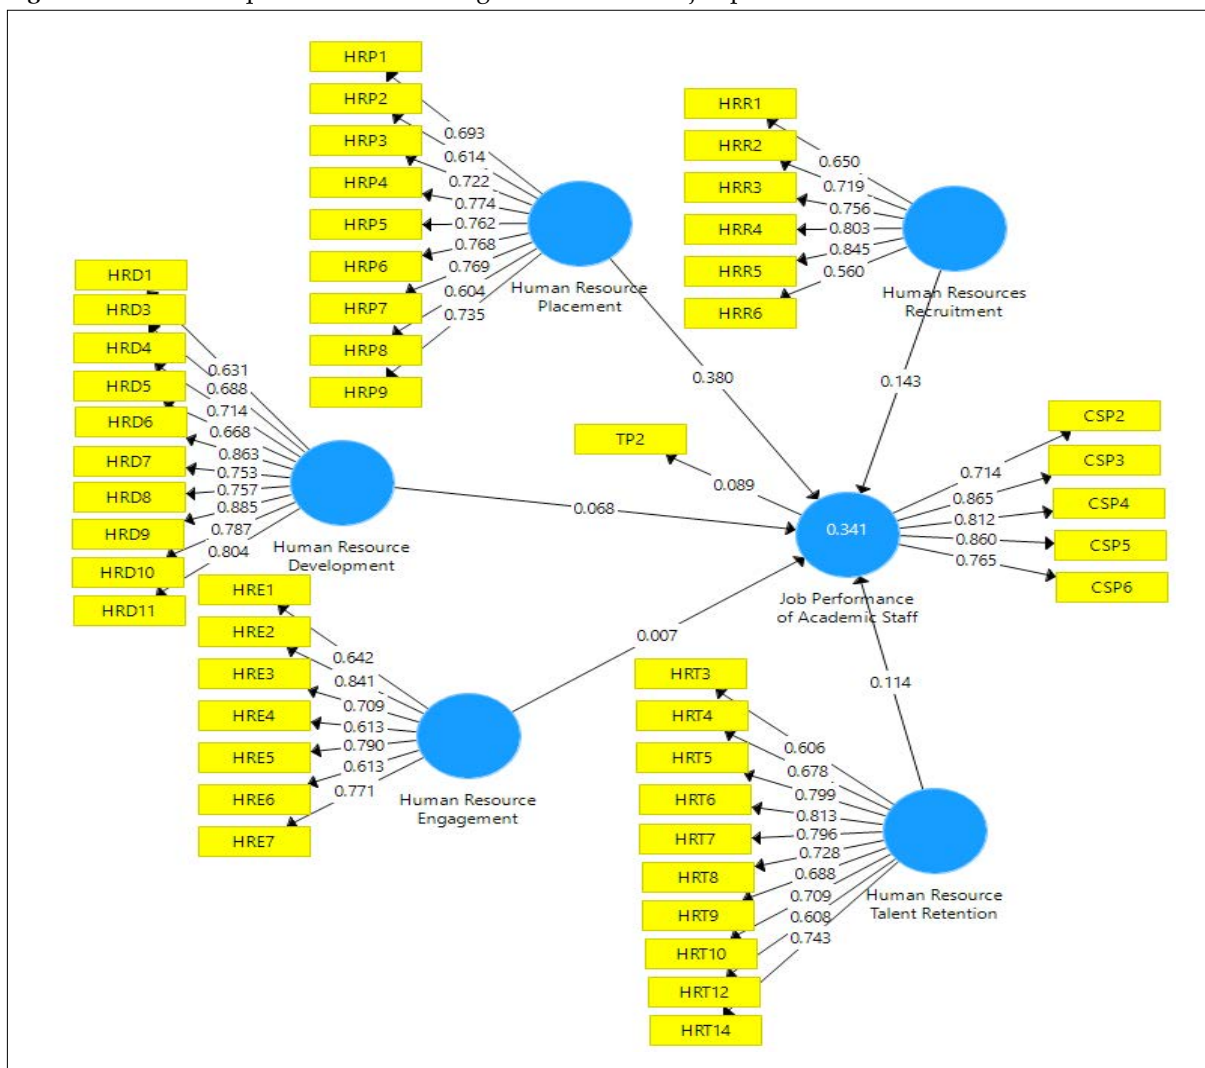 HRP1
HRP2
HRP3
HRP4
HRP5
HRP6
HRP7
HRP8
HRP9
0.693
0.614
0.722
0.774
0.762
0.768
0.769
0.604
0.735
Human Resource
Placement
HRR1
HRR2
HRR3
HRR4
HRR5
HRR6
0.650
0.719
0.756
0.803
0.845
0.560
Human Resources
Recruitment
HRD1
HRD3
HRD4
HRD5
HRD6
HRD7
HRD8
HRD9
HRD10
HRD11
0.631
0.688
0.714
0.668
0.863
0.753
0.757
0.885
0.787
0.804
Human Resource
Development
0.380
0.143
0.068
0.007
0.114
TP2
0.089
0.341
Job Performance
of Academic Staff
CSP2
CSP3
CSP4
CSP5
CSP6
0.714
0.865
0.812
0.860
0.765
HRE1
HRE2
HRE3
HRE4
HRE5
HRE6
HRE7
0.642
0.841
0.709
0.613
0.790
0.613
0.771
Human Resource
Engagement
HRT3
HRT4
HRT5
HRT6
HRT7
HRT8
HRT9
HRT10
HRT12
HRT14
0.606
0.678
0.799
0.813
0.796
0.728
0.688
0.709
0.608
0.743
Human Resource
Talent Retention